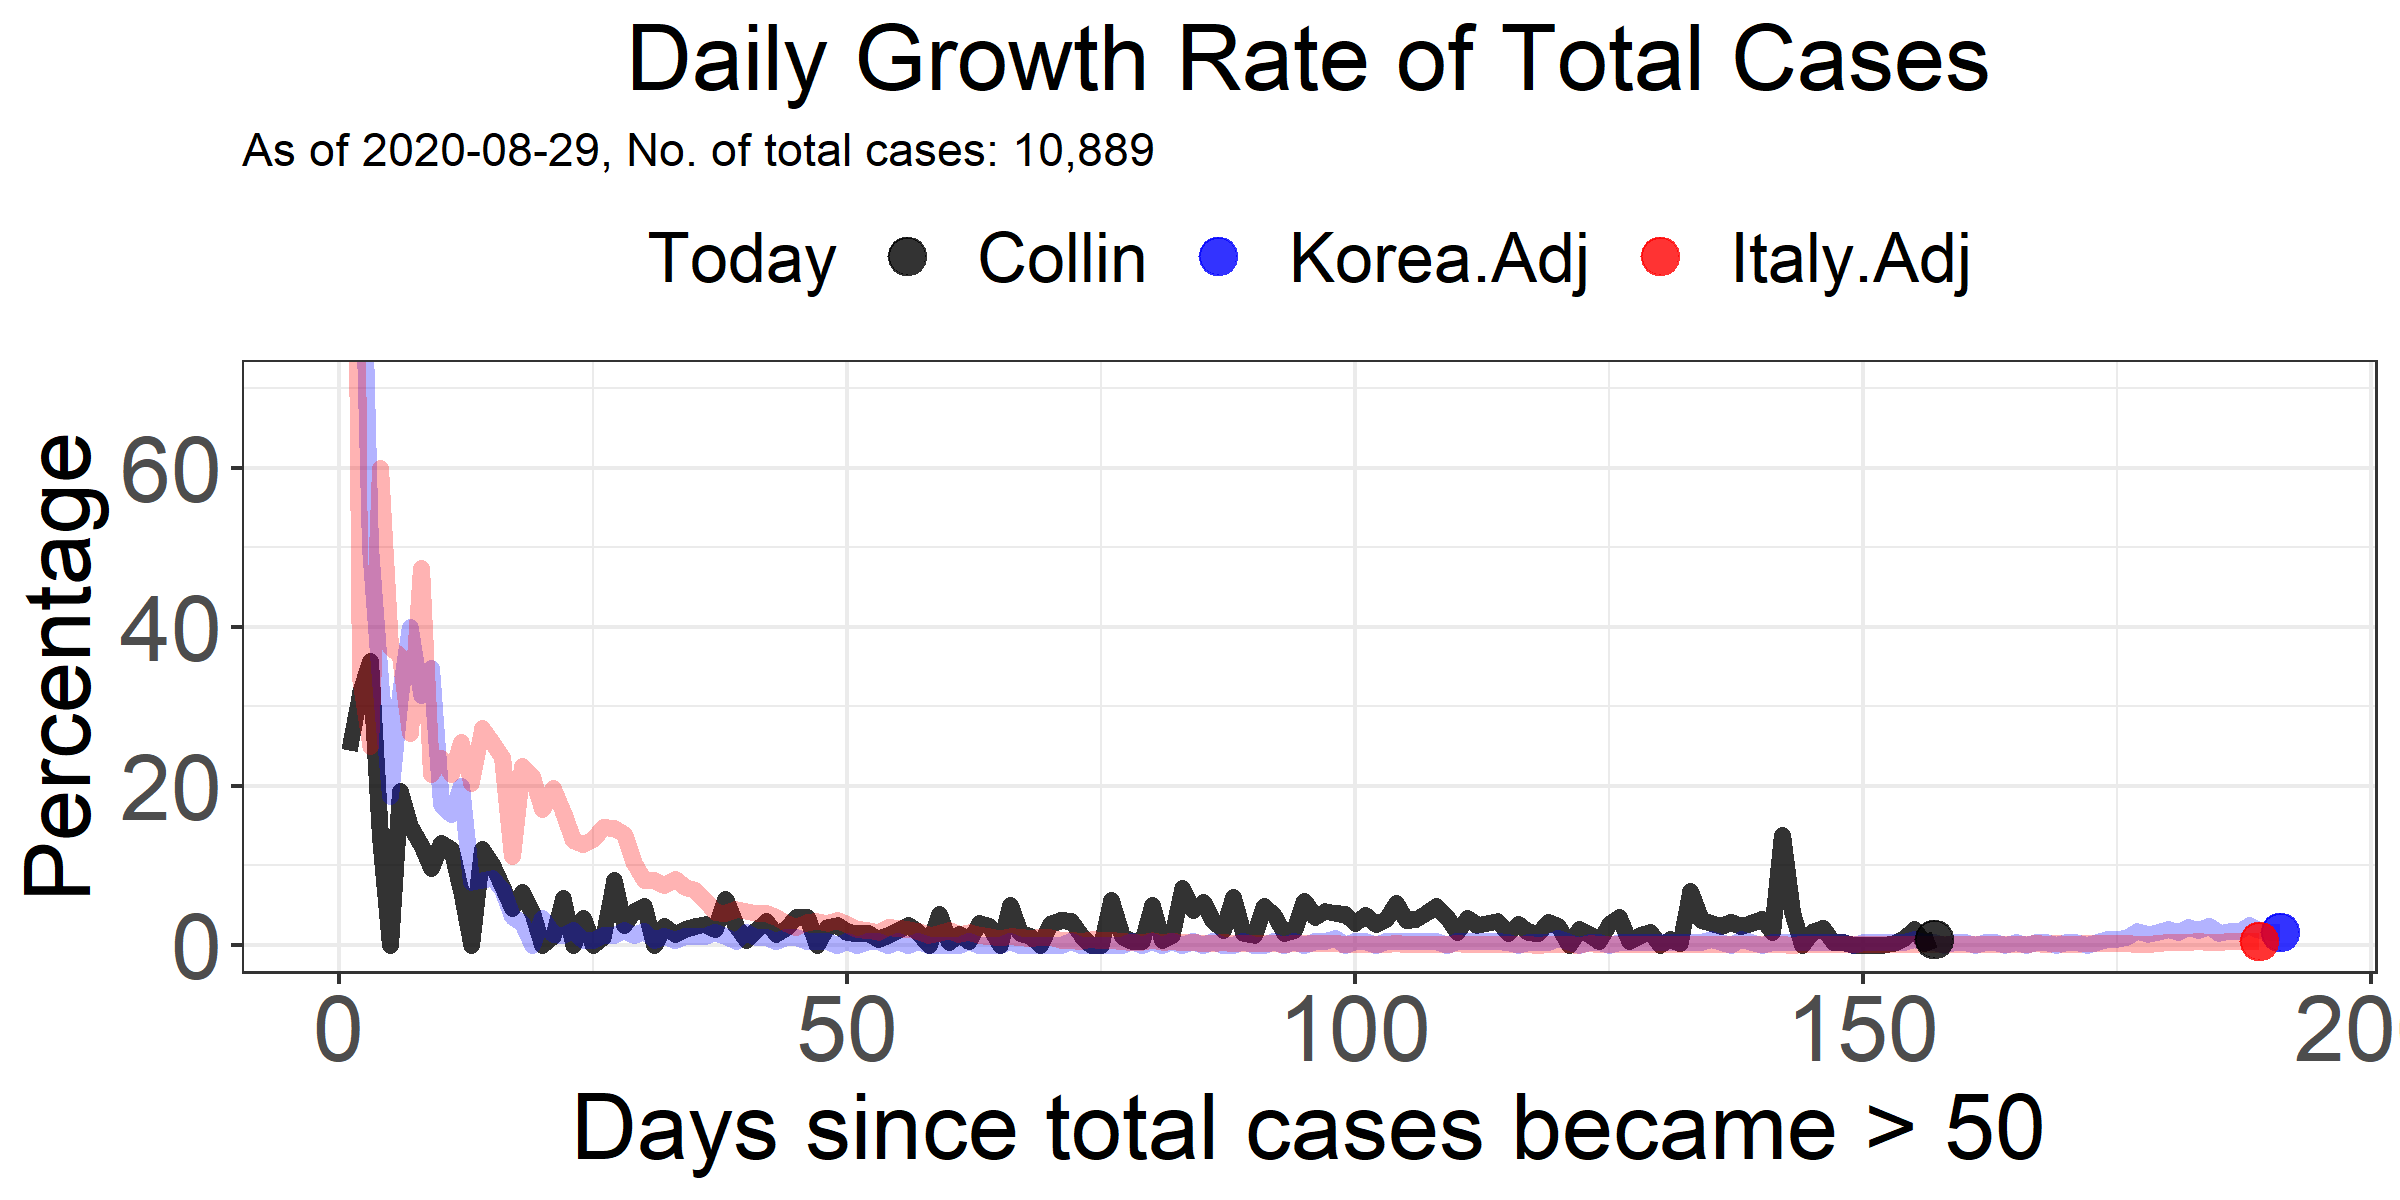 Daily Growth Rate of Total Cases
As of 2020-08-29, No. of total cases: 10,889
Today Collin Korea.Adj Italy.Adj
Percentage
60
40
20
0
0 50 100 150 20
Days since total cases became > 50